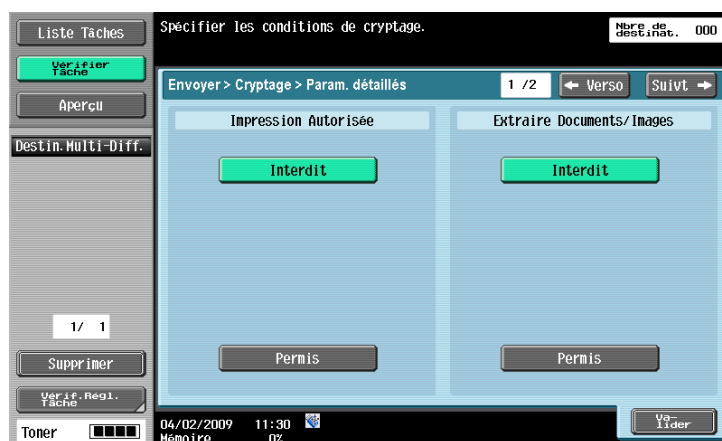 Liste Tâches
Spécifier les conditions de cryptage.
Nbre de
destinat. 000
Vérifier
Tâche
Envoyer > Cryptage > Param. détaillés
1 /2
← Verso
Suivt →
Aperçu
Impression Autorisée
Extraire Documents/Images
Destin.Multi-Diff.
Interdit
Interdit
1/ 1
Supprimer
Permis
Permis
Vérif.Régl.
Tâche
Toner
04/02/2009 11:30
Mémoire 0%
Va-
lider